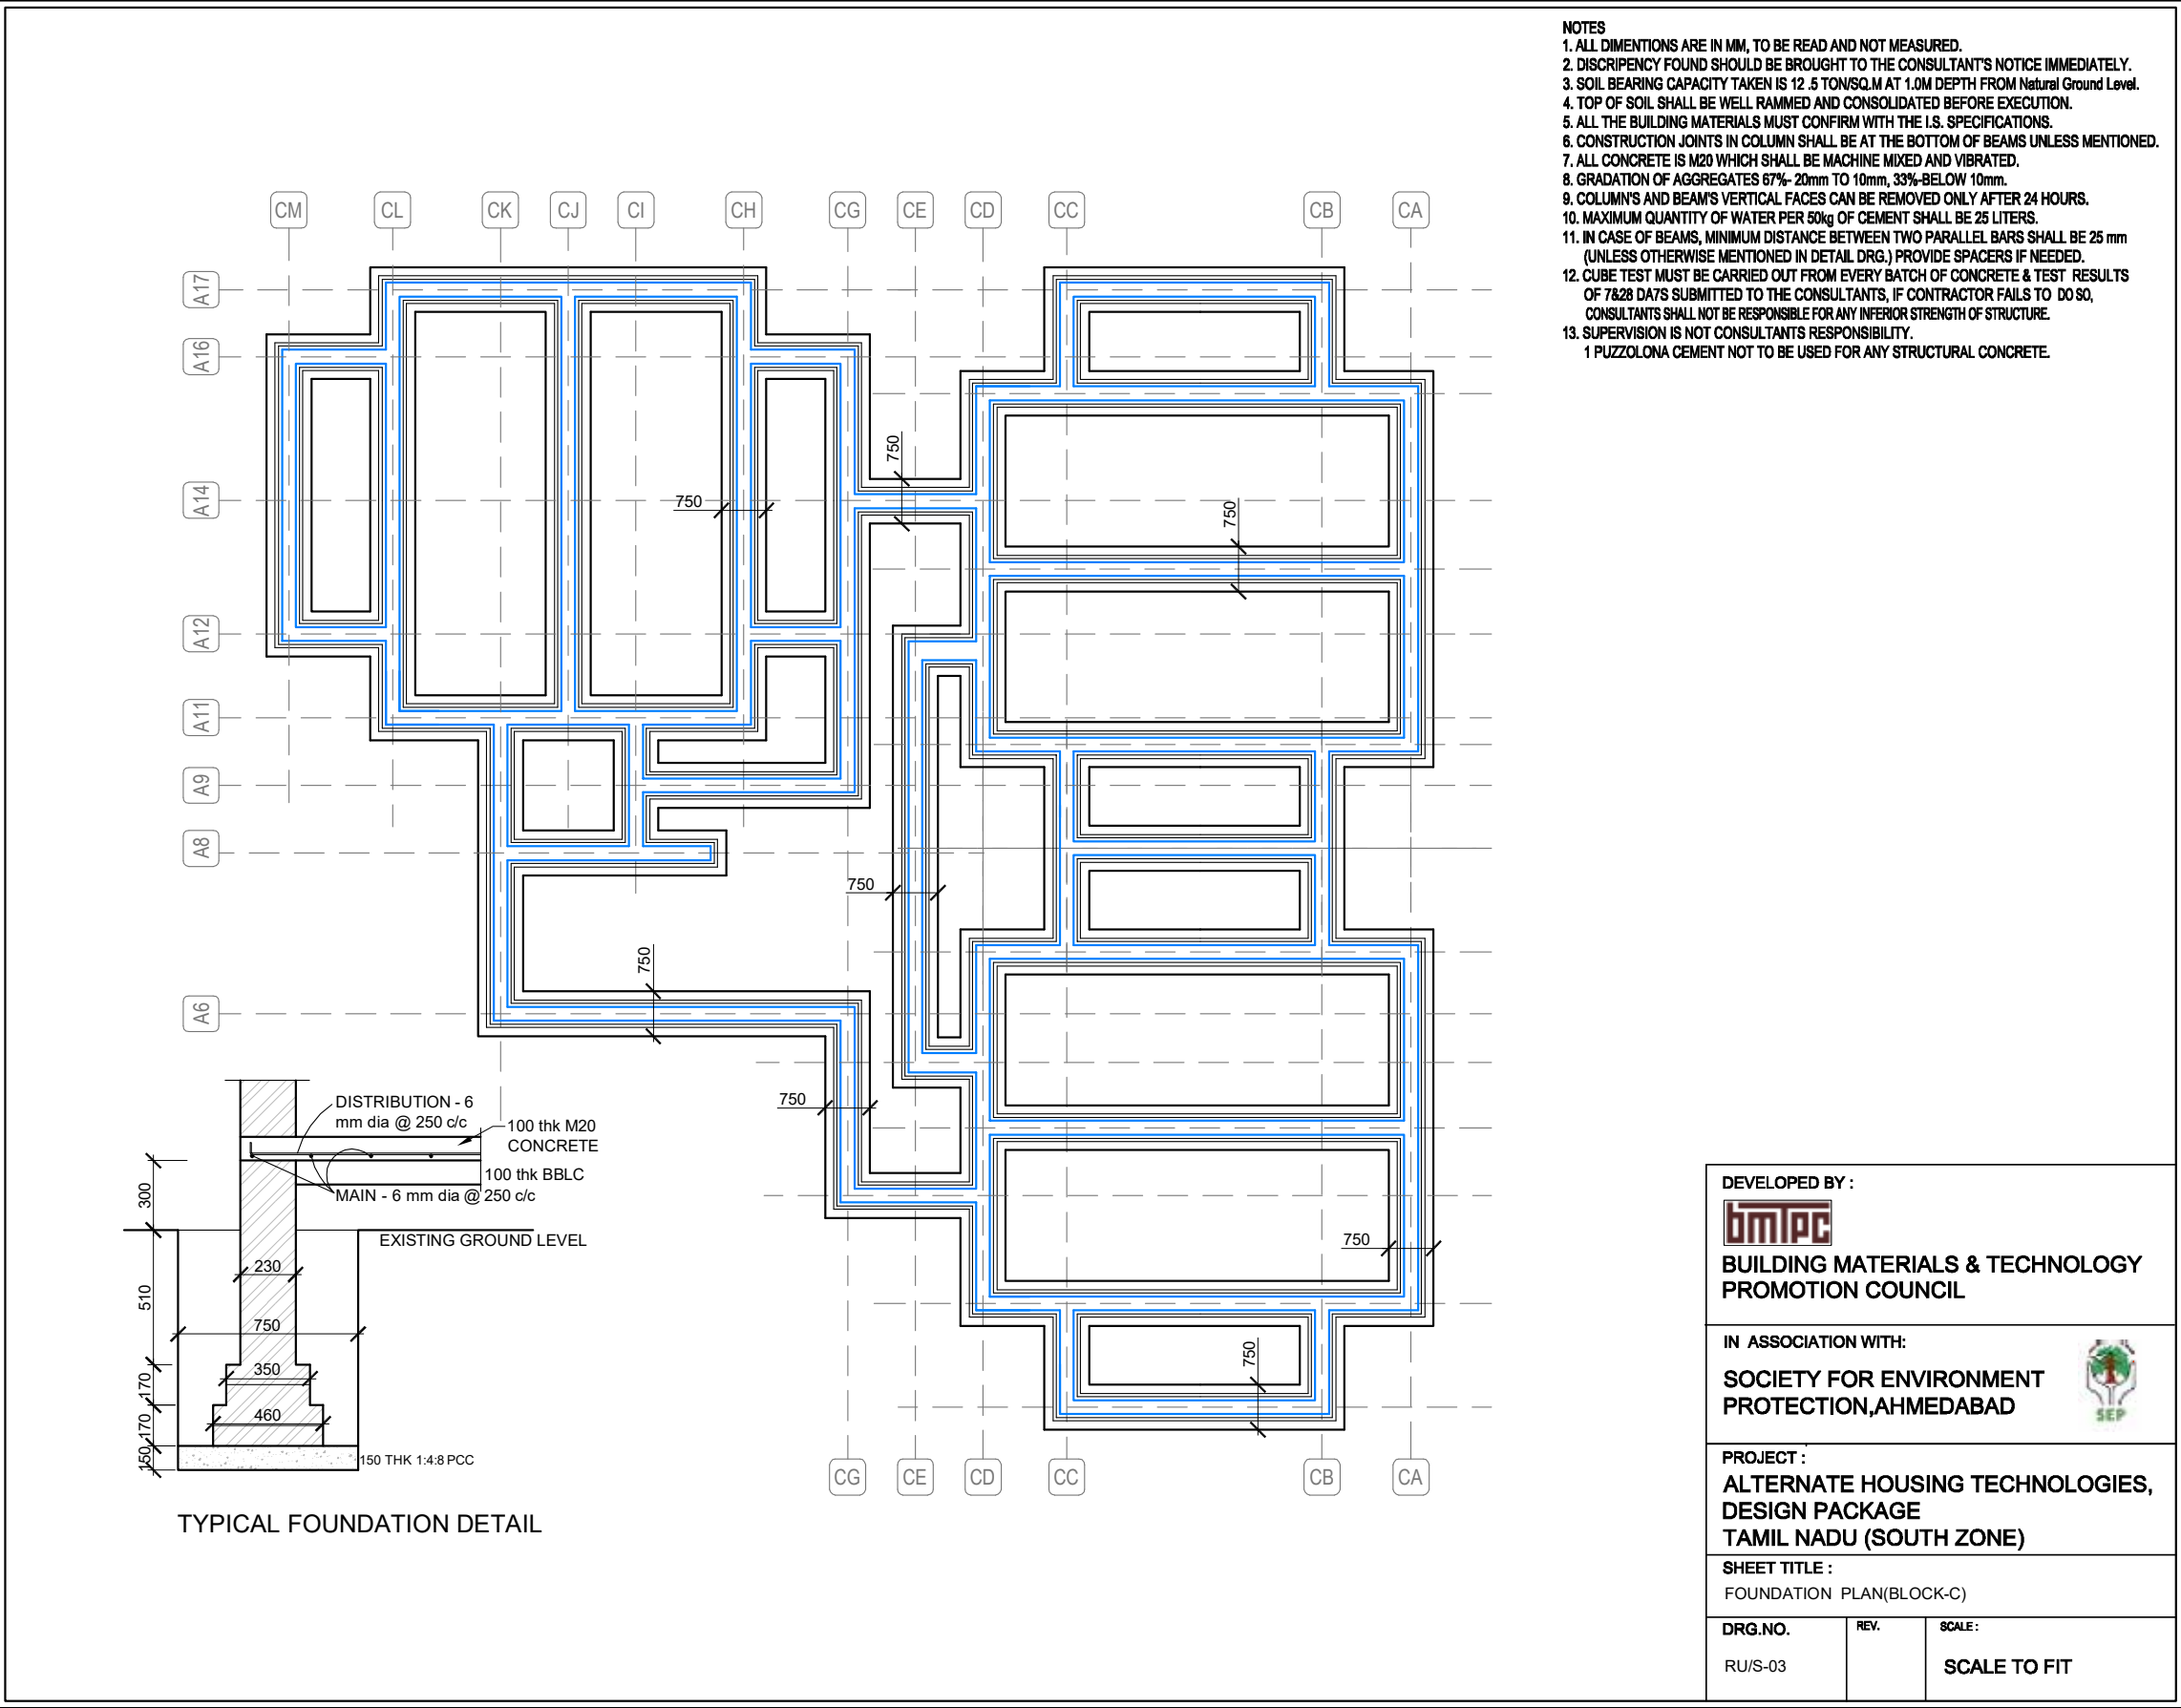 NOTES
1. ALL DIMENTIONS ARE IN MM, TO BE READ AND NOT MEASURED.
2. DISCRIPENCY FOUND SHOULD BE BROUGHT TO THE CONSULTANT'S NOTICE IMMEDIATELY.
3. SOIL BEARING CAPACITY TAKEN IS 12 .5 TON/SQ.M AT 1.0M DEPTH FROM Natural Ground Level.
4. TOP OF SOIL SHALL BE WELL RAMMED AND CONSOLIDATED BEFORE EXECUTION.
5. ALL THE BUILDING MATERIALS MUST CONFIRM WITH THE I.S. SPECIFICATIONS.
6. CONSTRUCTION JOINTS IN COLUMN SHALL BE AT THE BOTTOM OF BEAMS UNLESS MENTIONED.
7. ALL CONCRETE IS M20 WHICH SHALL BE MACHINE MIXED AND VIBRATED.
8. GRADATION OF AGGREGATES 67%- 20mm TO 10mm, 33%-BELOW 10mm.
9. COLUMN'S AND BEAM'S VERTICAL FACES CAN BE REMOVED ONLY AFTER 24 HOURS.
10. MAXIMUM QUANTITY OF WATER PER 50kg OF CEMENT SHALL BE 25 LITERS.
11. IN CASE OF BEAMS, MINIMUM DISTANCE BETWEEN TWO PARALLEL BARS SHALL BE 25 mm
(UNLESS OTHERWISE MENTIONED IN DETAIL DRG.) PROVIDE SPACERS IF NEEDED.
12. CUBE TEST MUST BE CARRIED OUT FROM EVERY BATCH OF CONCRETE & TEST RESULTS
OF 7&28 DA7S SUBMITTED TO THE CONSULTANTS, IF CONTRACTOR FAILS TO DO SO,
CONSULTANTS SHALL NOT BE RESPONSIBLE FOR ANY INFERIOR STRENGTH OF STRUCTURE.
13. SUPERVISION IS NOT CONSULTANTS RESPONSIBILITY.
1 PUZZOLONA CEMENT NOT TO BE USED FOR ANY STRUCTURAL CONCRETE.
CM CL CK CJ CI CH CG CE CD CC CB CA
A17
A16
A14
A12
A11
A9
A8
A6
750
750
750
750
750
750
750
750
CG CE CD CC CB CA
DISTRIBUTION - 6
mm dia @ 250 c/c
100 thk M20
CONCRETE
100 thk BBLC
MAIN - 6 mm dia @ 250 c/c
EXISTING GROUND LEVEL
300
510
170
170
150
230
750
350
460
150 THK 1:4:8 PCC
TYPICAL FOUNDATION DETAIL
DEVELOPED BY :
bmTpc
BUILDING MATERIALS & TECHNOLOGY
PROMOTION COUNCIL
IN ASSOCIATION WITH:
SOCIETY FOR ENVIRONMENT
PROTECTION,AHMEDABAD
SEP
PROJECT :
ALTERNATE HOUSING TECHNOLOGIES,
DESIGN PACKAGE
TAMIL NADU (SOUTH ZONE)
SHEET TITLE :
FOUNDATION PLAN(BLOCK-C)
DRG.NO.
RU/S-03
REV.
SCALE :
SCALE TO FIT